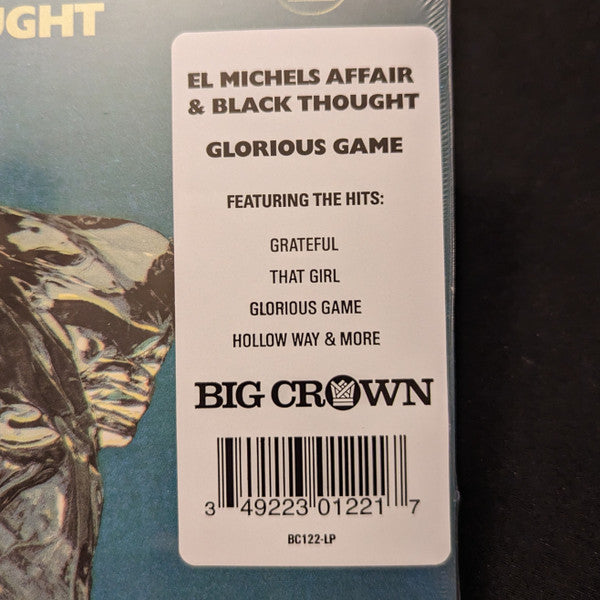 UGHT
EL MICHELS AFFAIR
& BLACK THOUGHT
GLORIOUS GAME
FEATURING THE HITS:
GRATEFUL
THAT GIRL
GLORIOUS GAME
HOLLOW WAY & MORE
BIG CROWN
3 49223 01221 7
BC122-LP